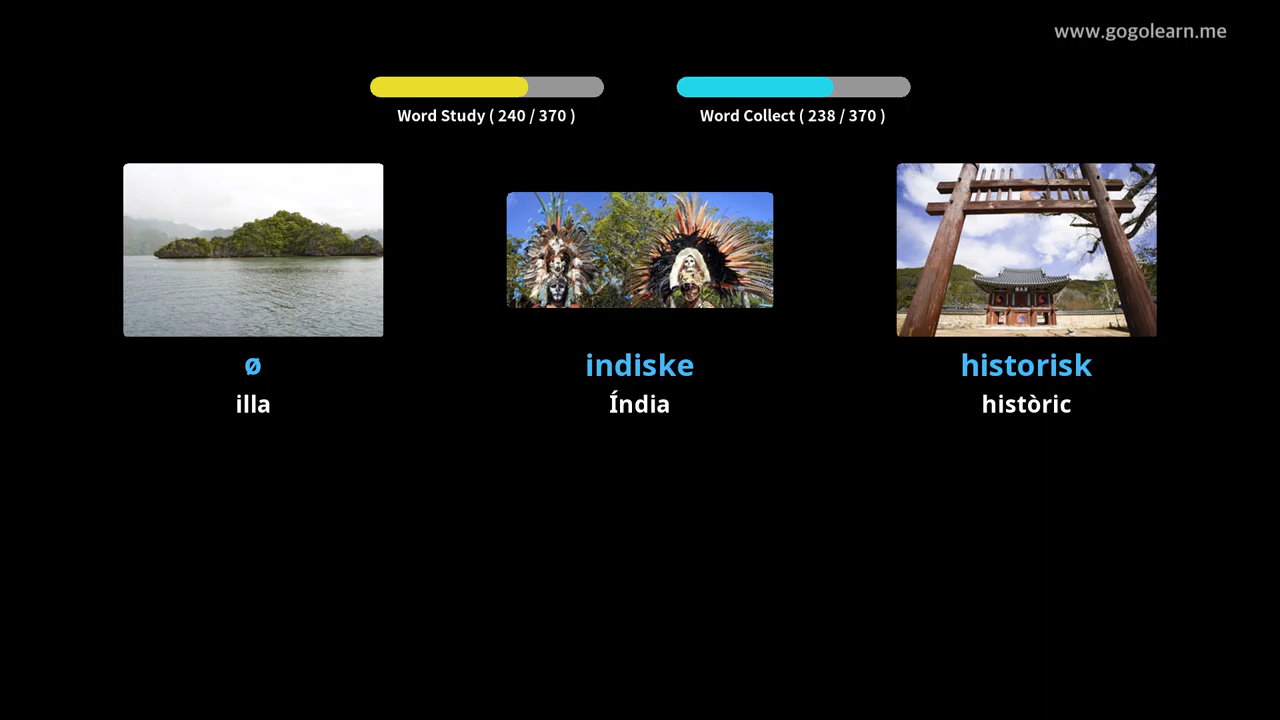 www.gogolearn.me
Word Study ( 240 / 370 )
Word Collect ( 238 / 370 )
ø
indiske
historisk
illa
Índia
històric